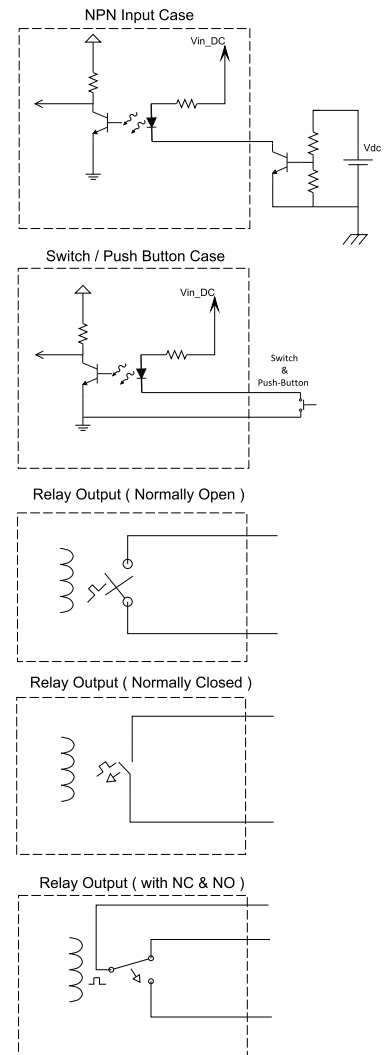 NPN Input Case
Vin_DC
Vdc
Switch / Push Button Case
Vin_DC
Switch
&
Push-Button
Relay Output ( Normally Open )
Relay Output ( Normally Closed )
Relay Output ( with NC & NO )